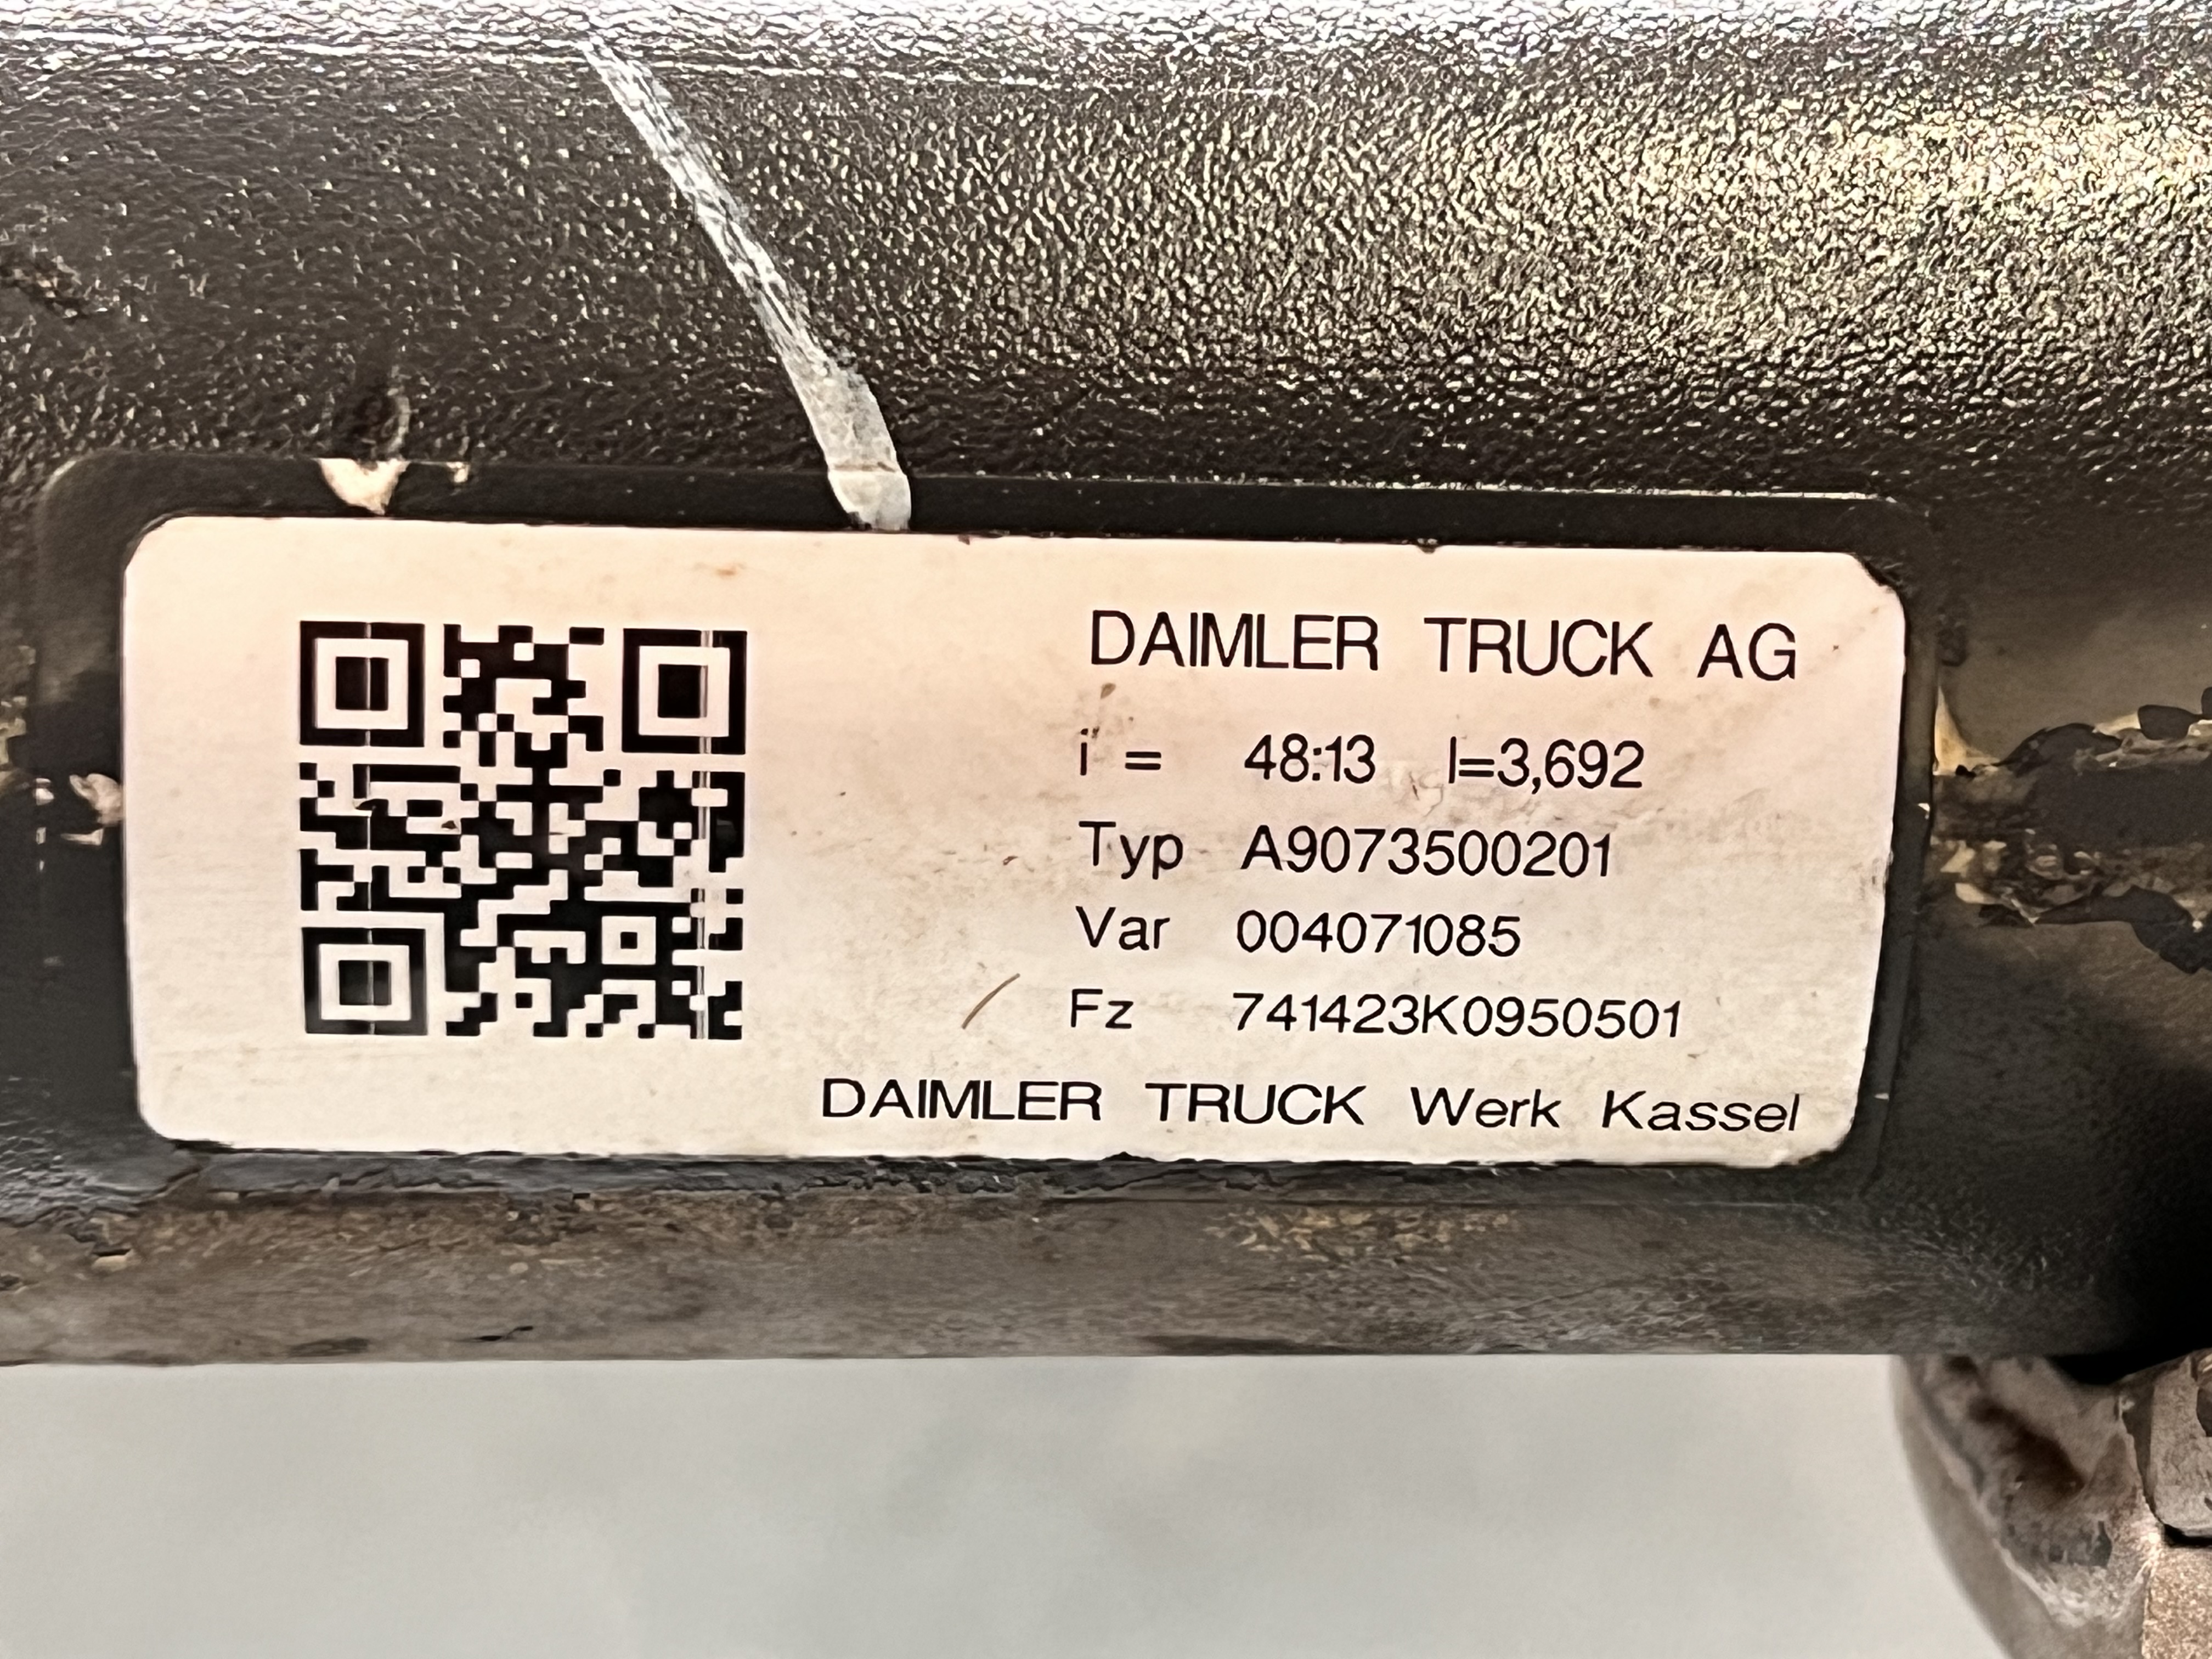 DAIMLER TRUCK AG
i = 48:13 I=3,692
Typ A9073500201
Var 004071085
Fz 741423K0950501
DAIMLER TRUCK Werk Kassel